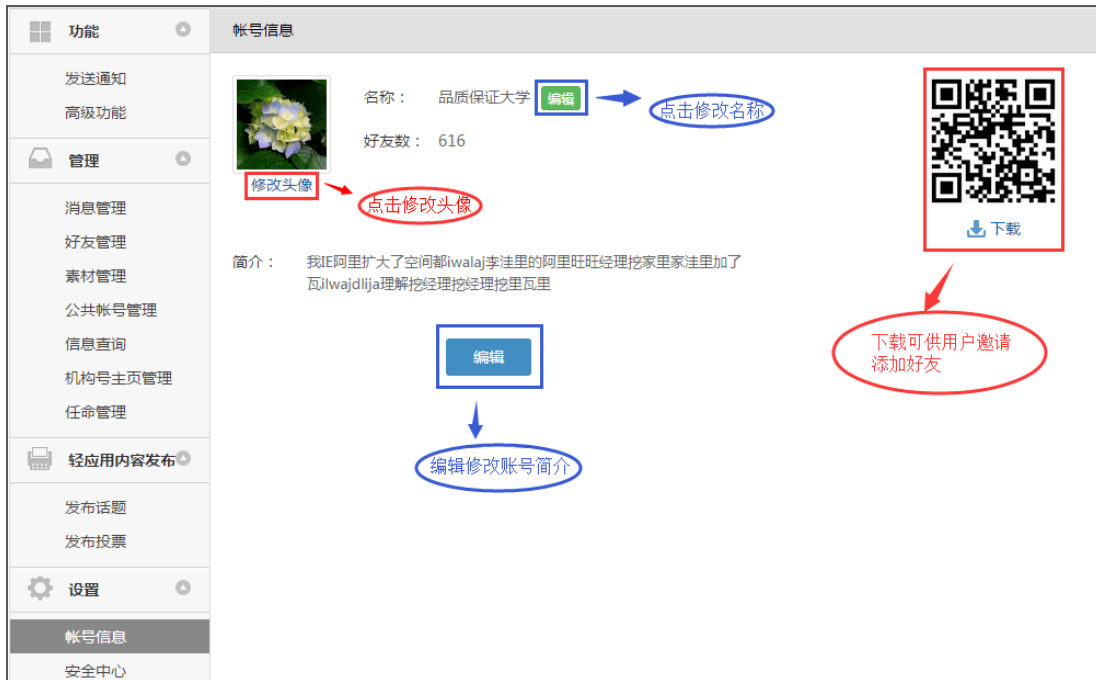 功能
发送通知
高级功能
管理
消息管理
好友管理
素材管理
公共帐号管理
信息查询
机构号主页管理
任命管理
轻应用内容发布
发布话题
发布投票
设置
帐号信息
安全中心
帐号信息
名称： 品质保证大学 编辑
点击修改名称
好友数： 616
修改头像
点击修改头像
下载
简介： 我IE阿里扩大了空间都iwalaj李洼里的阿里旺旺经理挖家里家洼里加了
瓦ilwajdlija理解挖经理挖经理挖里瓦里
下载可供用户邀请
添加好友
编辑
编辑修改账号简介